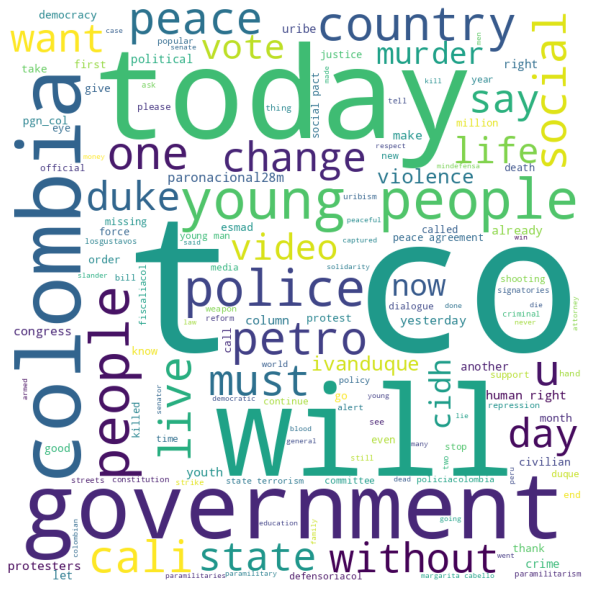 democracy
case
peace
uribe
country
want
popular
senate
vote
justice
men
made
murder
take
first
political
today
kill
year
right
give
ask
tell
say
pgn_col
eye
please
thing
social pact
million
social
official
money
one
change
respect
make
new
life
death
colombia
paronacional28m
violence
mindefensa
duke
young people
missing
esmad
uribism
peaceful
called
already
force
young man
peace agreement
losgustavos
said
captured
win
order
video
media
solidarity
signatories
shooting
slander
bill
t co
weapon
dialogue
done
die
criminal
attorney
fiscaliacol
law
reform
police
now
never
congress
column
protest
yesterday
people
petro
call
know
world
ivanduque
another
support
hand
armed
killed
live
must
policy
go
cidh
u
human right
repression
continue
senator
democratic
alert
young
lie
good
time
blood
see
even
month
day
will
general
many
stop
civilian
youth
still
two
peru
streets
constitution
state terrorism
committee
dead
policiacolombia
duque
strike
going
end
government
education
family
colombian
cali
state
without
thank
protesters
let
went
crime
paramilitaries
paramilitary
defensoriacol
margarita cabello
paramilitarism